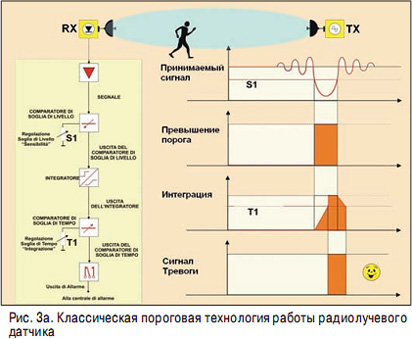 RX
TX
SEGNALE
COMPARATORE DI
SOGLIA DI LIVELLO
Regolazione
Soglia di Livello
"Sensibilità"
S1
USCITA DEL
COMPARATORE DI
SOGLIA DI LIVELLO
INTEGRATORE
USCITA
DELL'INTEGRATORE
COMPARATORE DI
SOGLIA DI TEMPO
Regolazione
Soglia di Tempo
"Integrazione"
T1
USCITA DEL
COMPARATORE DI
SOGLIA DI TEMPO
Uscita di Allarme
Alla centrale di allarme
Принимаемый
сигнал
S1
Превышение
порога
Интеграция
T1
Сигнал
Тревоги
Рис. 3а. Классическая пороговая технология работы радиолучевого
датчика